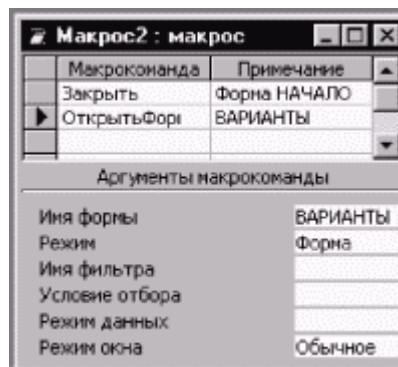 Макрос2 : макрос
Макрокоманда Примечание
Закрыть Форма НАЧАЛО
ОткрытьФорı ВАРИАНТЫ
Аргументы макрокоманды
Имя формы ВАРИАНТЫ
Режим Форма
Имя фильтра
Условие отбора
Режим данных
Режим окна Обычное